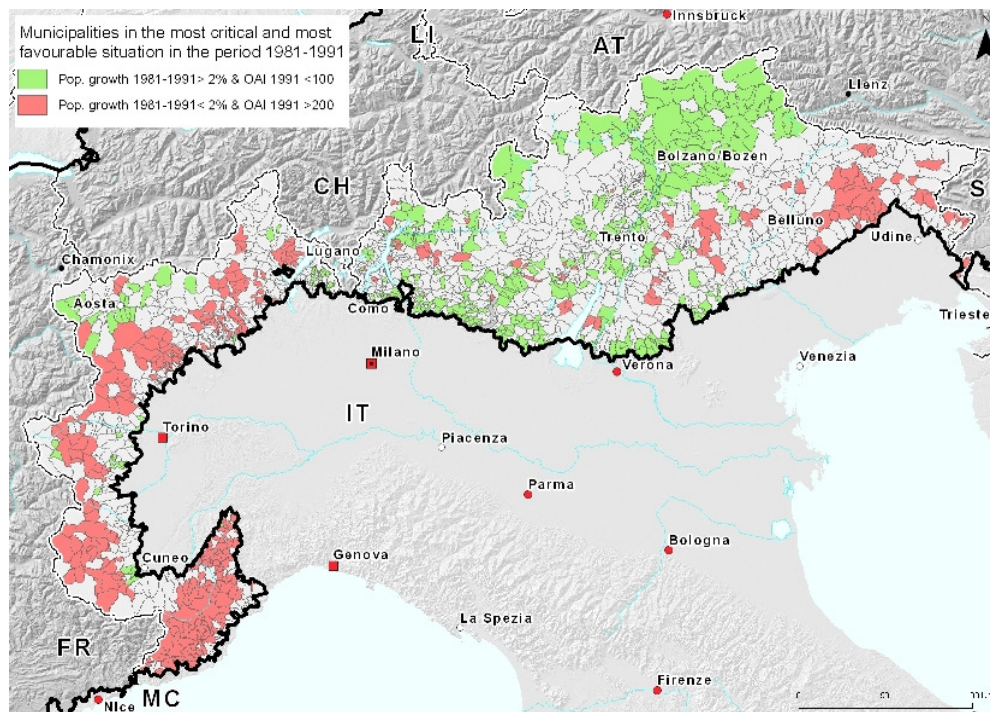 Municipalities in the most critical and most
favourable situation in the period 1981-1991
Pop. growth 1981-1991> 2% & OAI 1991 <100
Pop. growth 1981-1991< 2% & OAI 1991 >200
Innsbruck
LI
AT
Lienz
Bolzano/Bozen
CH
S
Belluno
Lugano
Trento
Udine
Chamonix
Aosta
Como
Trieste
Milano
Venezia
Verona
IT
Torino
Piacenza
Parma
Cuneo
Genova
Bologna
La Spezia
FR
Firenze
MC
Nice